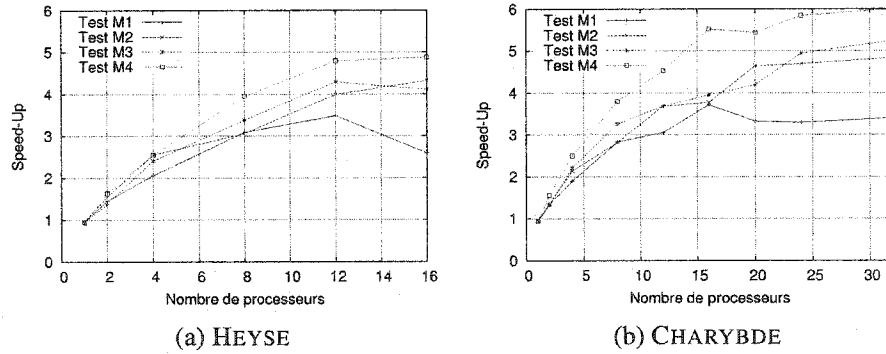 6
5
4
3
2
1
0
Speed-Up
Test M1
Test M2
Test M3
Test M4
0 2 4 6 8 10 12 14 16
Nombre de processeurs
(a) HEYSE
6
5
4
3
2
1
0
Speed-Up
Test M1
Test M2
Test M3
Test M4
0 5 10 15 20 25 30
Nombre de processeurs
(b) CHARYBDE